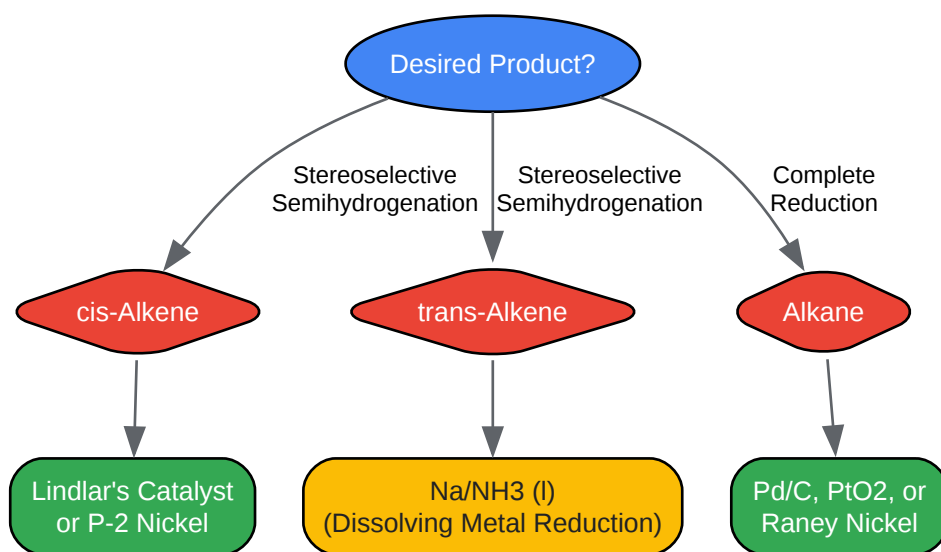 Desired Product?
Stereoselective
Semihydrogenation
Stereoselective
Semihydrogenation
Complete
Reduction
cis-Alkene
trans-Alkene
Alkane
Lindlar's Catalyst
or P-2 Nickel
Na/NH3 (l)
(Dissolving Metal Reduction)
Pd/C, PtO2, or
Raney Nickel